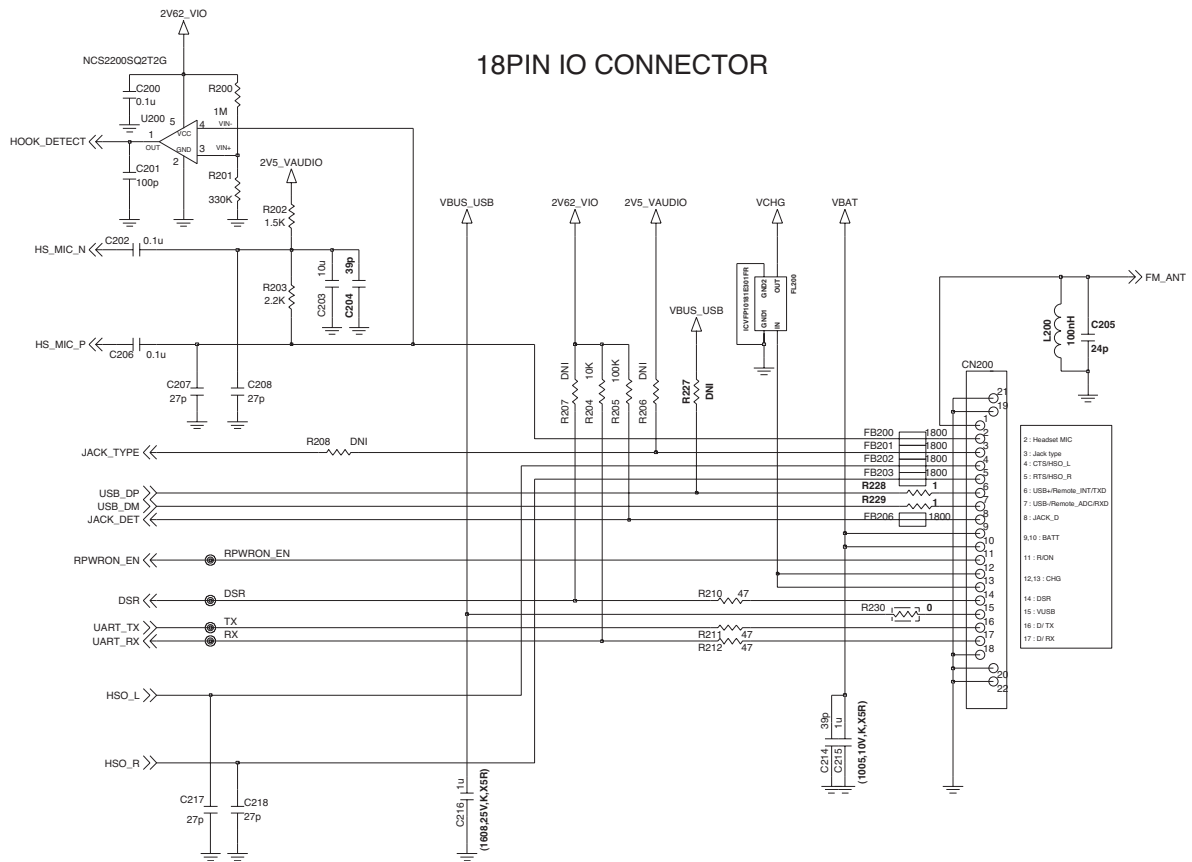 18PIN IO CONNECTOR
2V62_VIO
NCS2200SQ2T2G
C200
0.1u
R200
U200
1M
5
4
VIN-
VCC
HOOK_DETECT
1
OUT
GND
3
VIN+
2
C201
100p
R201
330K
2V5_VAUDIO
R202
1.5K
HS_MIC_N
C202
0.1u
R203
2.2K
10u
C203
39p
C204
HS_MIC_P
C206
0.1u
C207
27p
C208
27p
VBUS_USB
2V62_VIO
2V5_VAUDIO
VCHG
VBAT
ICVFP10181E301FR
GND2
OUT
GND1
IN
FL200
VBUS_USB
FM_ANT
L200
100nH
C205
24p
DNI
R207
10K
R204
100K
R205
DNI
R206
R227
DNI
CN200
21
19
1
2
3
4
5
6
7
8
9
10
11
12
13
14
15
16
17
18
20
22
JACK_TYPE
R208
DNI
FB200
1800
FB201
1800
FB202
1800
FB203
1800
USB_DP
R228
1
USB_DM
R229
1
JACK_DET
FB206
1800
RPWRON_EN
RPWRON_EN
DSR
DSR
R210
47
R230
0
UART_TX
TX
R211
47
UART_RX
RX
R212
47
HSO_L
HSO_R
C217
27p
C218
27p
1u
C216
(1608,25V,K,X5R)
39p
C214
1u
C215
(1005,10V,K,X5R)
2 : Headset MIC
3 : Jack type
4 : CTS/HSO_L
5 : RTS/HSO_R
6 : USB+/Remote_INT/TXD
7 : USB-/Remote_ADC/RXD
8 : JACK_D
9,10 : BATT
11 : R/ON
12,13 : CHG
14 : DSR
15 : VUSB
16 : D/ TX
17 : D/ RX